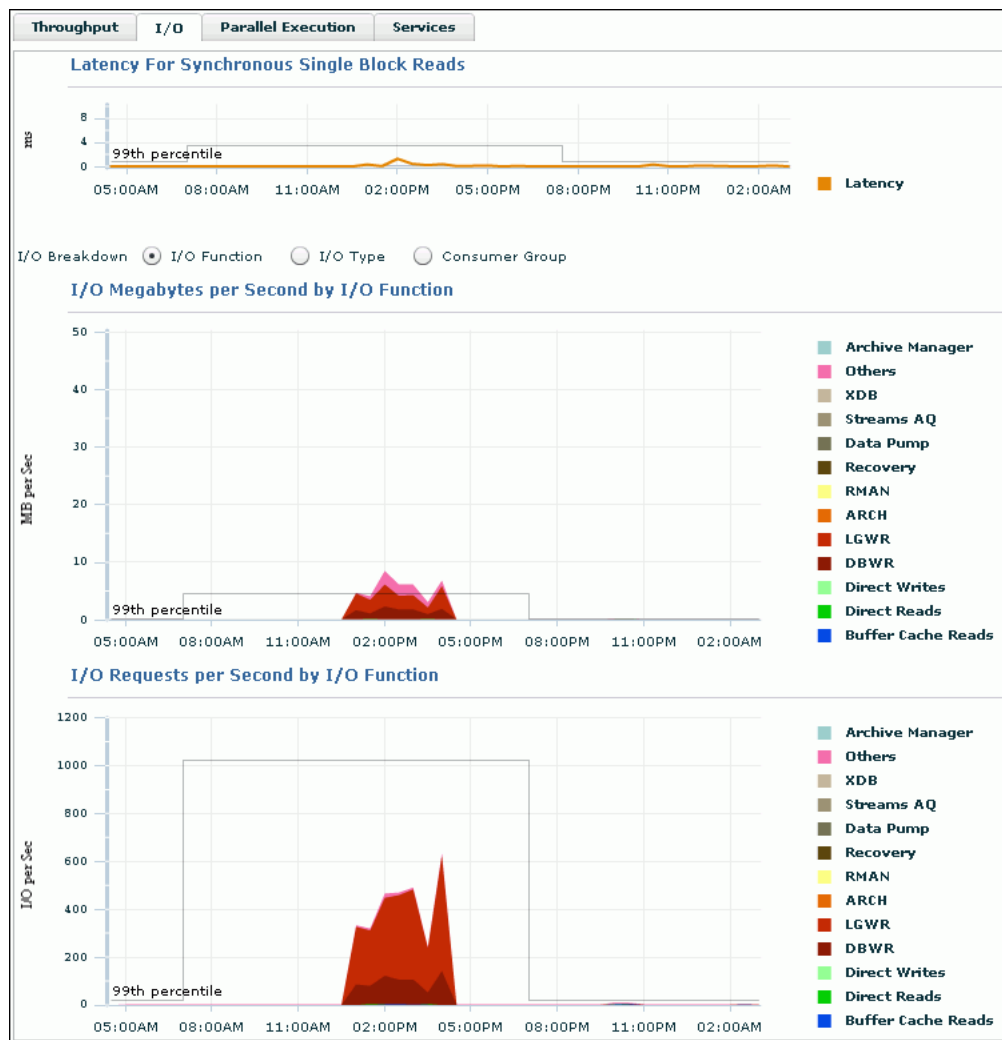 Throughput I/O Parallel Execution Services
Latency For Synchronous Single Block Reads
ms
8
4
0
99th percentile
05:00AM 08:00AM 11:00AM 02:00PM 05:00PM 08:00PM 11:00PM 02:00AM
Latency
I/O Breakdown I/O Function I/O Type Consumer Group
I/O Megabytes per Second by I/O Function
MB per Sec
50
40
30
20
10
0
99th percentile
05:00AM 08:00AM 11:00AM 02:00PM 05:00PM 08:00PM 11:00PM 02:00AM
Archive Manager
Others
XDB
Streams AQ
Data Pump
Recovery
RMAN
ARCH
LGWR
DBWR
Direct Writes
Direct Reads
Buffer Cache Reads
I/O Requests per Second by I/O Function
I/O per Sec
1200
1000
800
600
400
200
0
99th percentile
05:00AM 08:00AM 11:00AM 02:00PM 05:00PM 08:00PM 11:00PM 02:00AM
Archive Manager
Others
XDB
Streams AQ
Data Pump
Recovery
RMAN
ARCH
LGWR
DBWR
Direct Writes
Direct Reads
Buffer Cache Reads